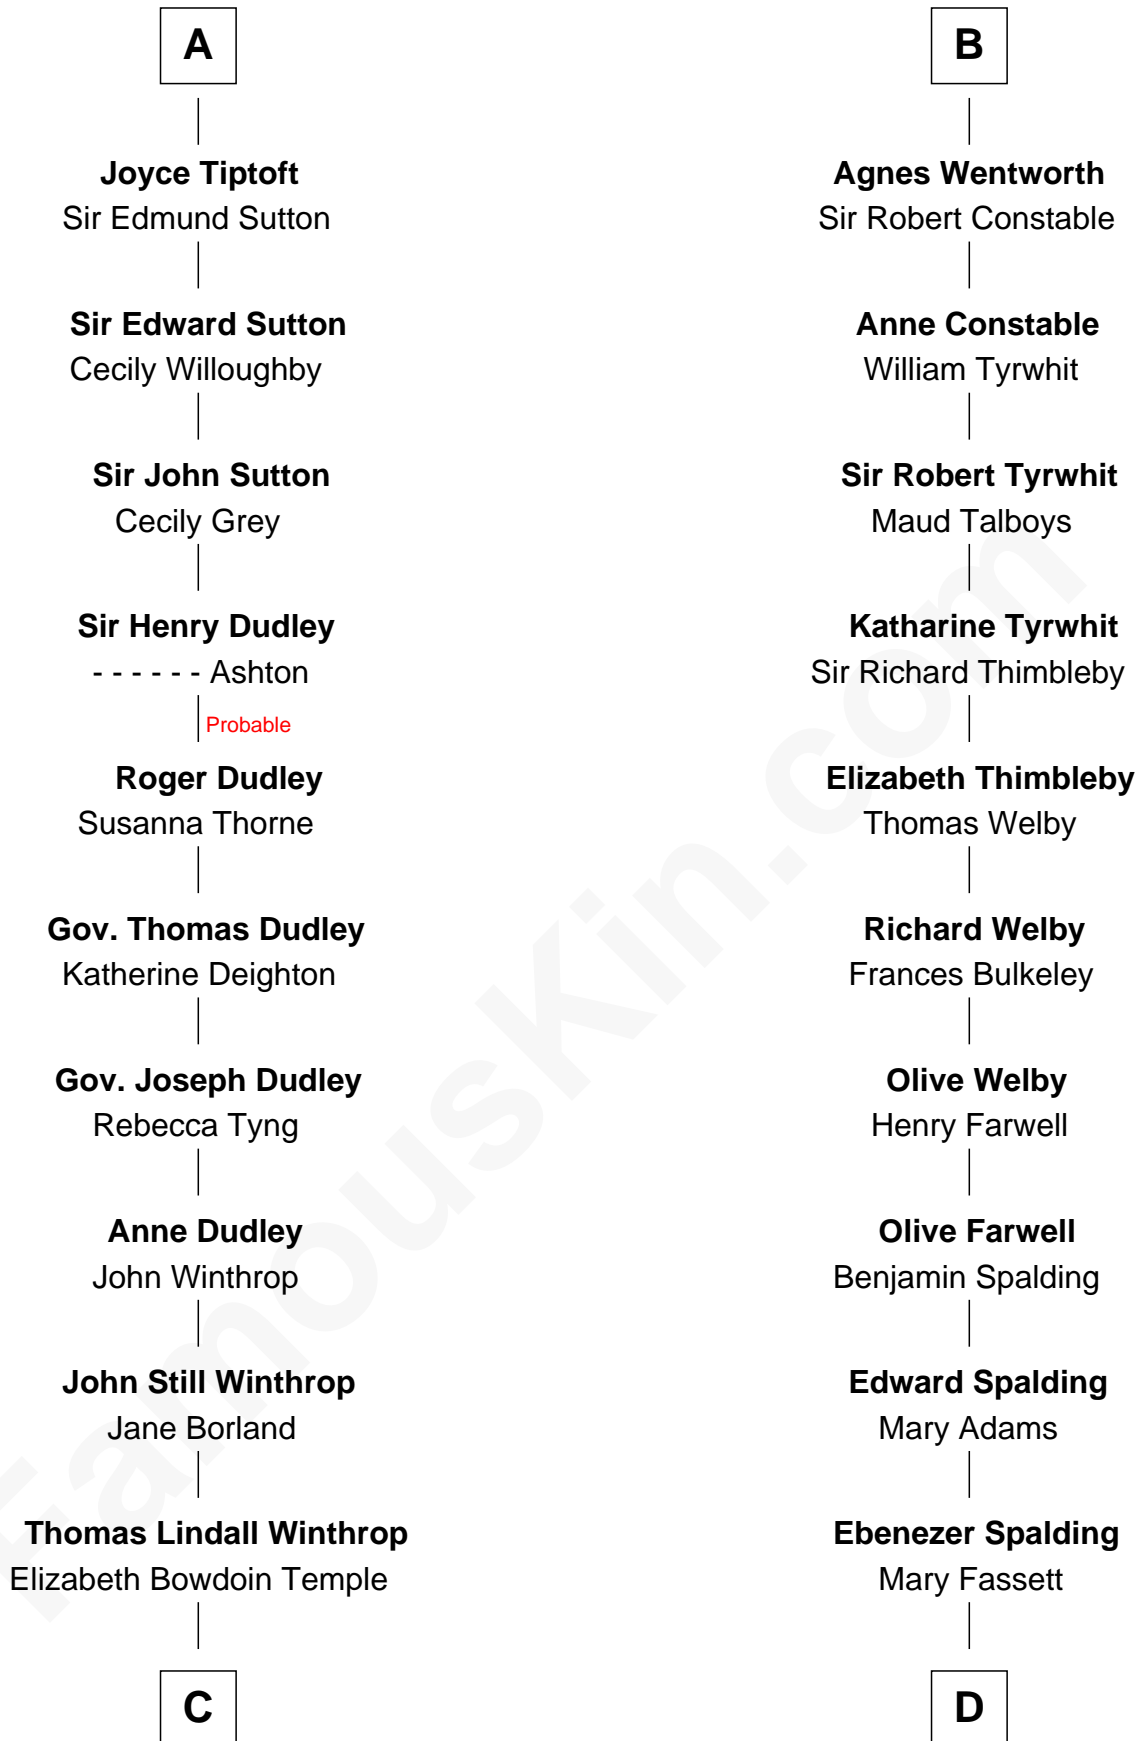 A
Joyce Tiptoft
Sir Edmund Sutton
Sir Edward Sutton
Cecily Willoughby
Sir John Sutton
Cecily Grey
Sir Henry Dudley
- - - - - - Ashton
Probable
Roger Dudley
Susanna Thorne
Gov. Thomas Dudley
Katherine Deighton
Gov. Joseph Dudley
Rebecca Tyng
Anne Dudley
John Winthrop
John Still Winthrop
Jane Borland
Thomas Lindall Winthrop
Elizabeth Bowdoin Temple
C
B
Agnes Wentworth
Sir Robert Constable
Anne Constable
William Tyrwhit
Sir Robert Tyrwhit
Maud Talboys
Katharine Tyrwhit
Sir Richard Thimbleby
Elizabeth Thimbleby
Thomas Welby
Richard Welby
Frances Bulkeley
Olive Welby
Henry Farwell
Olive Farwell
Benjamin Spalding
Edward Spalding
Mary Adams
Ebenezer Spalding
Mary Fassett
D
FamousKin.com